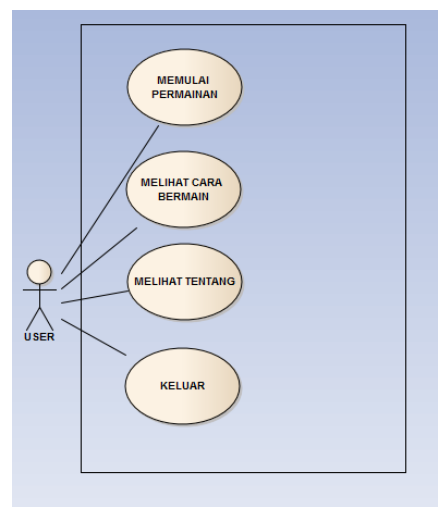 MEMULAI
PERMAINAN
MELIHAT CARA
BERMAIN
MELIHAT TENTANG
USER
KELUAR